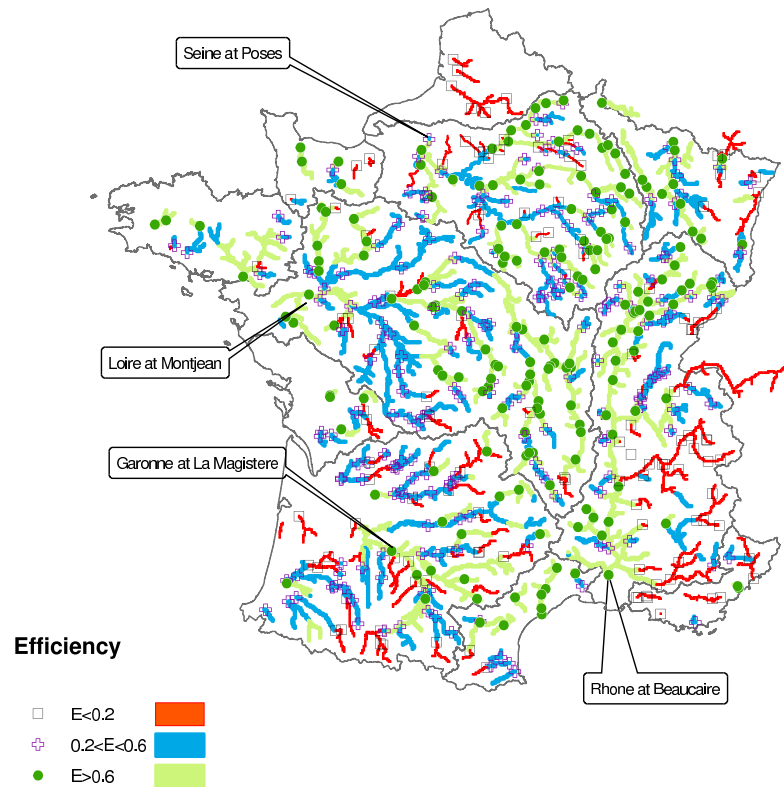 Seine at Poses
Loire at Montjean
Garonne at La Magistere
Efficiency
Rhone at Beaucaire
E<0.2
0.2<E<0.6
E>0.6